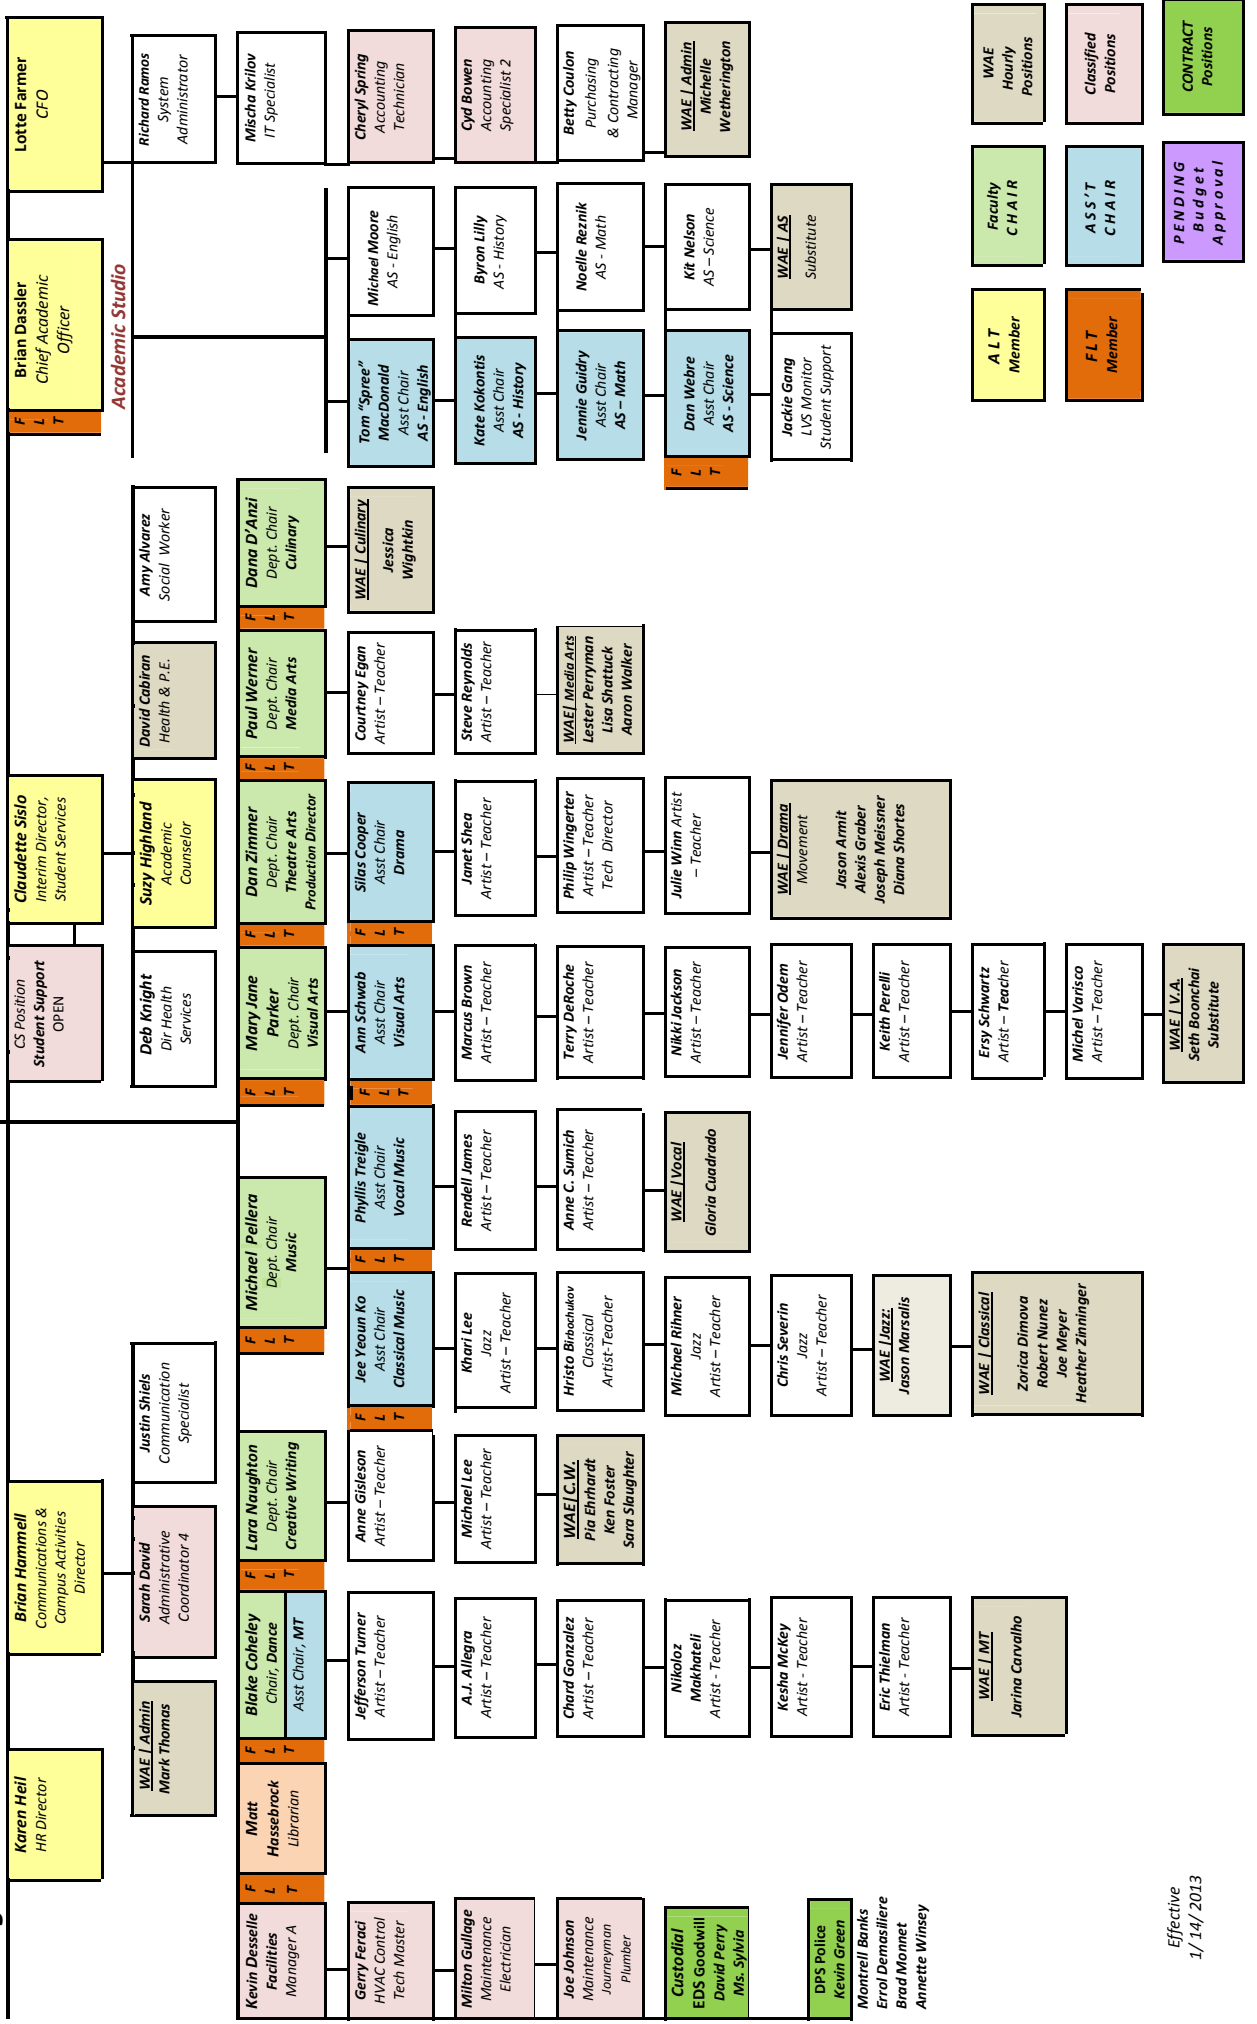 Karen Heil
HR Director
Brian Hammell
Communications &
Campus Activities
Director
CS Position
Student Support
OPEN
Claudette Sislo
Interim Director,
Student Services
F
L
T
Brian Dassler
Chief Academic
Officer
Lotte Farmer
CFO
Academic Studio
WAE | Admin
Mark Thomas
Sarah David
Administrative
Coordinator 4
Justin Shiels
Communication
Specialist
Deb Knight
Dir Health
Services
Suzy Highland
Academic
Counselor
David Cabiran
Health & P.E.
Amy Alvarez
Social Worker
Richard Ramos
System
Administrator
Kevin Desselle
Facilities
Manager A
F
L
T
Matt
Hassebrock
Librarian
F
L
T
Blake Coheley
Chair, Dance
Asst Chair, MT
F
L
T
Lara Naughton
Dept. Chair
Creative Writing
F
L
T
Michael Pellera
Dept. Chair
Music
F
L
T
Mary Jane
Parker
Dept. Chair
Visual Arts
F
L
T
Dan Zimmer
Dept. Chair
Theatre Arts
Production Director
F
L
T
Paul Werner
Dept. Chair
Media Arts
F
L
T
Dana D'Anzi
Dept. Chair
Culinary
Mischa Krilov
IT Specialist
Gerry Feraci
HVAC Control
Tech Master
Jefferson Turner
Artist – Teacher
Anne Gisleson
Artist – Teacher
F
L
T
Jee Yeoun Ko
Asst Chair
Classical Music
F
L
T
Phyllis Treigle
Asst Chair
Vocal Music
F
L
T
Ann Schwab
Asst Chair
Visual Arts
F
L
T
Silas Cooper
Asst Chair
Drama
Courtney Egan
Artist – Teacher
WAE | Culinary
Jessica
Wightkin
Tom “Spree”
MacDonald
Asst Chair
AS - English
Michael Moore
AS - English
Cheryl Spring
Accounting
Technician
Milton Gullage
Maintenance
Electrician
A.J. Allegra
Artist – Teacher
Michael Lee
Artist – Teacher
Khari Lee
Jazz
Artist – Teacher
Rendell James
Artist – Teacher
Marcus Brown
Artist – Teacher
Janet Shea
Artist – Teacher
Steve Reynolds
Artist – Teacher
Kate Kokontis
Asst Chair
AS - History
Byron Lilly
AS - History
Cyd Bowen
Accounting
Specialist 2
Joe Johnson
Maintenance
Journeyman
Plumber
Chard Gonzalez
Artist – Teacher
WAE| C.W.
Pia Ehrhardt
Ken Foster
Sara Slaughter
Hristo Birbochukov
Classical
Artist-Teacher
Anne C. Sumich
Artist – Teacher
Terry DeRoche
Artist – Teacher
Philip Wingerter
Artist – Teacher
Tech Director
WAE| Media Arts
Lester Perryman
Lisa Shattuck
Aaron Walker
Jennie Guidry
Asst Chair
AS – Math
Noelle Reznik
AS - Math
Betty Coulon
Purchasing
& Contracting
Manager
Custodial
EDS Goodwill
David Perry
Ms. Sylvia
Nikoloz
Makhateli
Artist - Teacher
Michael Rihner
Jazz
Artist – Teacher
WAE |Vocal
Gloria Cuadrado
Nikki Jackson
Artist – Teacher
Julie Winn Artist
– Teacher
F
L
T
Dan Webre
Asst Chair
AS - Science
Kit Nelson
AS – Science
WAE | Admin
Michelle
Wetherington
DPS Police
Kevin Green
Montrell Banks
Errol Demasiliere
Brad Monnet
Annette Winsey
Kesha McKey
Artist - Teacher
Chris Severin
Jazz
Artist – Teacher
Jennifer Odem
Artist – Teacher
WAE | Drama
Movement
Jason Armit
Alexis Graber
Joseph Meissner
Diana Shortes
Jackie Gang
LVS Monitor
Student Support
WAE | AS
Substitute
Eric Thielman
Artist - Teacher
WAE |Jazz:
Jason Marsalis
Keith Perelli
Artist – Teacher
WAE | MT
Jarina Carvalho
WAE | Classical
Zorica Dimova
Robert Nunez
Joe Meyer
Heather Zinninger
Ersy Schwartz
Artist – Teacher
Michel Varisco
Artist – Teacher
WAE | V.A.
Seth Boonchai
Substitute
A L T
Member
Faculty
C H A I R
WAE
Hourly
Positions
F L T
Member
A S S ' T
C H A I R
Classified
Positions
P E N D I N G
B u d g e t
A p p r o v a l
CONTRACT
Positions
Effective
1/ 14/ 2013